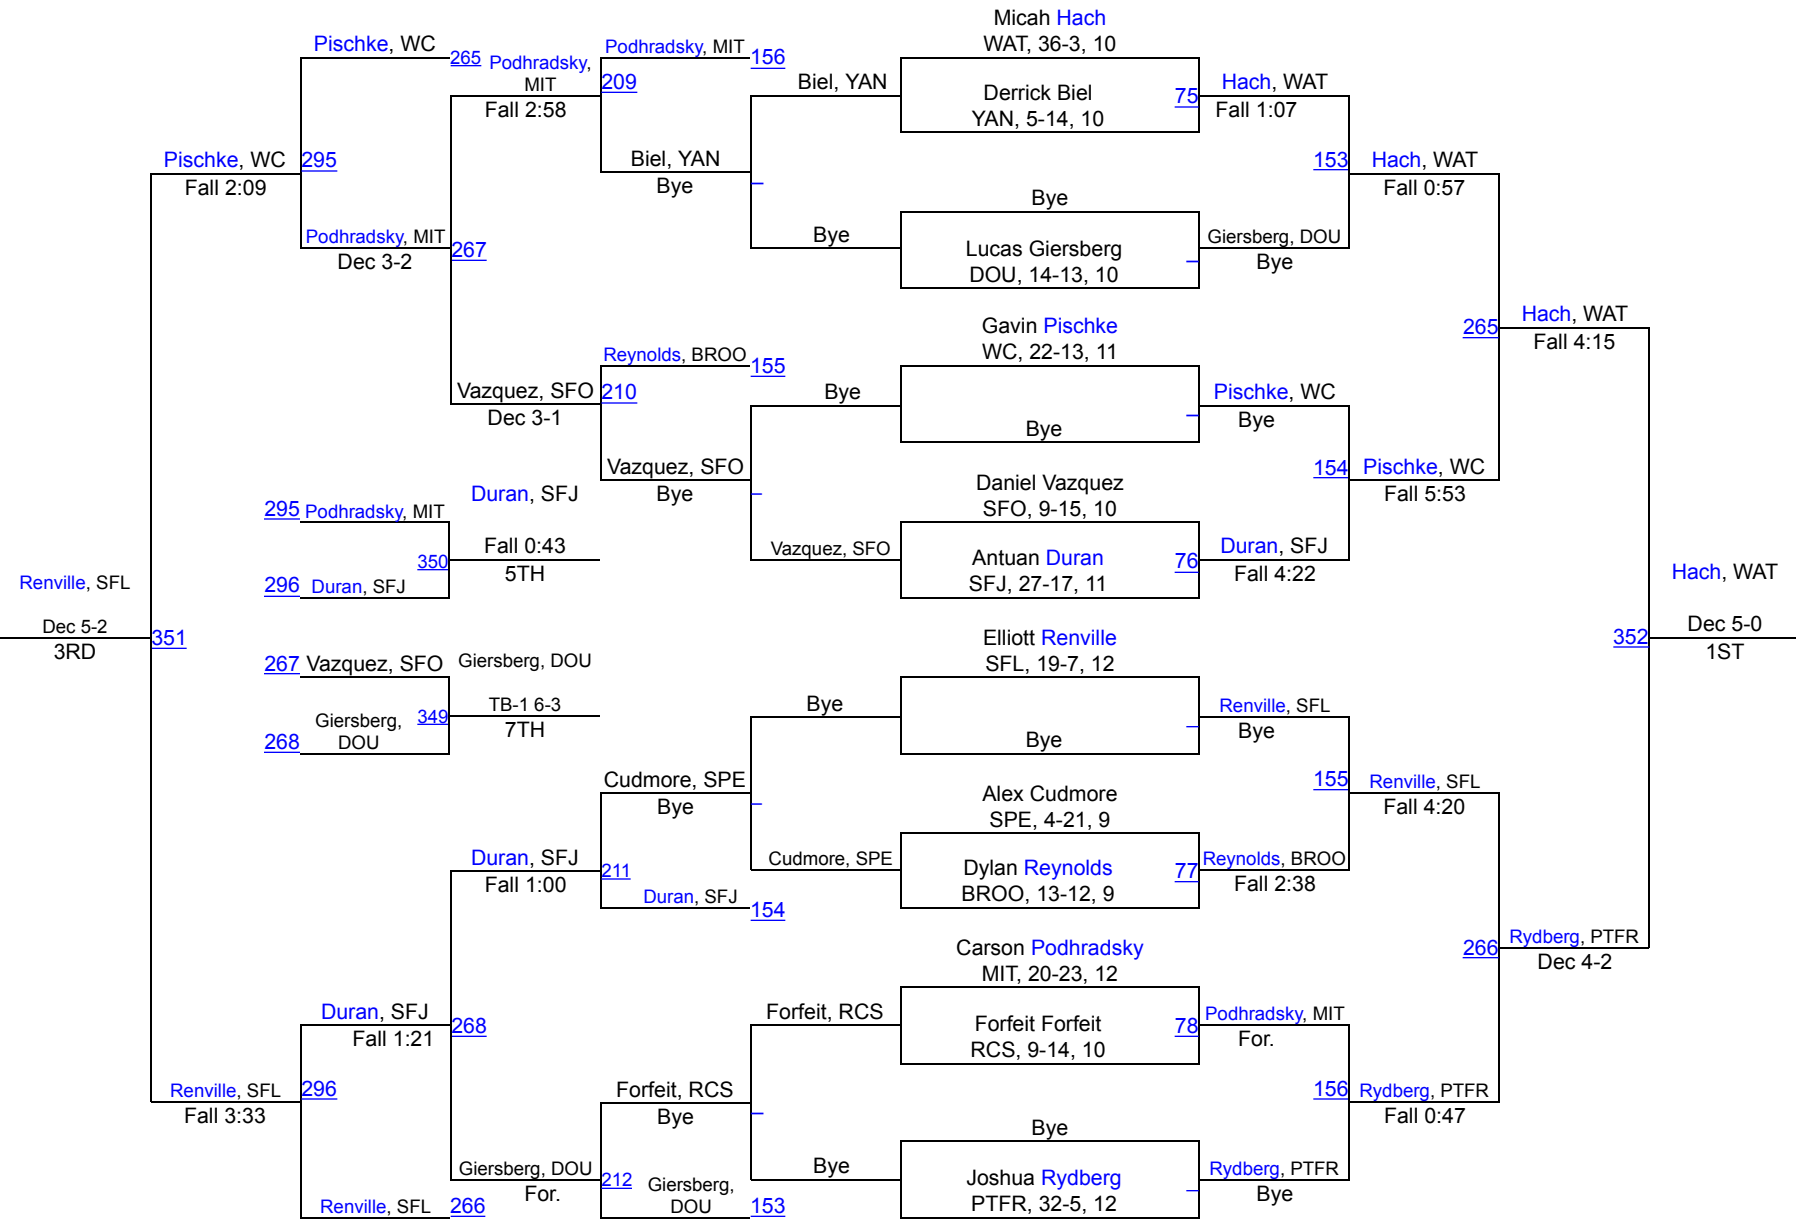 Micah Hach
WAT, 36-3, 10
Pischke, WC
265
Podhradsky, MIT
156
Podhradsky,
MIT
209
Fall 2:58
Biel, YAN
Derrick Biel
YAN, 5-14, 10
75
Hach, WAT
Fall 1:07
Pischke, WC
295
Fall 2:09
Biel, YAN
Bye
153
Hach, WAT
Fall 0:57
Bye
Podhradsky, MIT
267
Dec 3-2
Bye
Lucas Giersberg
DOU, 14-13, 10
Giersberg, DOU
Bye
Gavin Pischke
WC, 22-13, 11
265
Hach, WAT
Fall 4:15
Reynolds, BROO
155
Vazquez, SFO
210
Dec 3-1
Bye
Bye
Pischke, WC
Bye
Vazquez, SFO
Bye
154
Pischke, WC
Fall 5:53
Daniel Vazquez
SFO, 9-15, 10
295
Podhradsky, MIT
Duran, SFJ
350
Fall 0:43
5TH
296
Duran, SFJ
Vazquez, SFO
Antuan Duran
SFJ, 27-17, 11
76
Duran, SFJ
Fall 4:22
Renville, SFL
Dec 5-2
3RD
351
Hach, WAT
352
Dec 5-0
1ST
Elliott Renville
SFL, 19-7, 12
267
Vazquez, SFO
Giersberg, DOU
349
TB-1 6-3
7TH
268
Giersberg,
DOU
Bye
Bye
Renville, SFL
Bye
Cudmore, SPE
Bye
Alex Cudmore
SPE, 4-21, 9
155
Renville, SFL
Fall 4:20
Duran, SFJ
Fall 1:00
211
Duran, SFJ
154
Cudmore, SPE
Dylan Reynolds
BROO, 13-12, 9
77
Reynolds, BROO
Fall 2:38
Carson Podhradsky
MIT, 20-23, 12
266
Rydberg, PTFR
Dec 4-2
Duran, SFJ
Fall 1:21
268
Forfeit, RCS
Forfeit Forfeit
RCS, 9-14, 10
78
Podhradsky, MIT
For.
Renville, SFL
296
Fall 3:33
Forfeit, RCS
Bye
156
Rydberg, PTFR
Fall 0:47
Bye
Giersberg, DOU
For.
212
Giersberg,
DOU
153
Bye
Joshua Rydberg
PTFR, 32-5, 12
Rydberg, PTFR
Bye
Renville, SFL
266